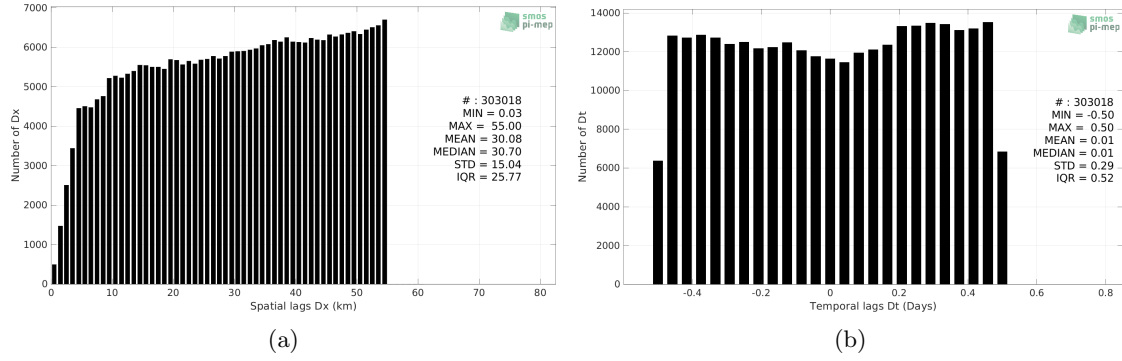 7000
6000
5000
4000
3000
2000
1000
0
Number of Dx
0 10 20 30 40 50 60 70 80
Spatial lags Dx (km)
smos
pi-mep
# : 303018
MIN = 0.03
MAX = 55.00
MEAN = 30.08
MEDIAN = 30.70
STD = 15.04
IQR = 25.77
(a)
14000
12000
10000
8000
6000
4000
2000
0
Number of Dt
-0.4 -0.2 0 0.2 0.4 0.6 0.8
Temporal lags Dt (Days)
smos
pi-mep
# : 303018
MIN = -0.50
MAX = 0.50
MEAN = 0.01
MEDIAN = 0.01
STD = 0.29
IQR = 0.52
(b)